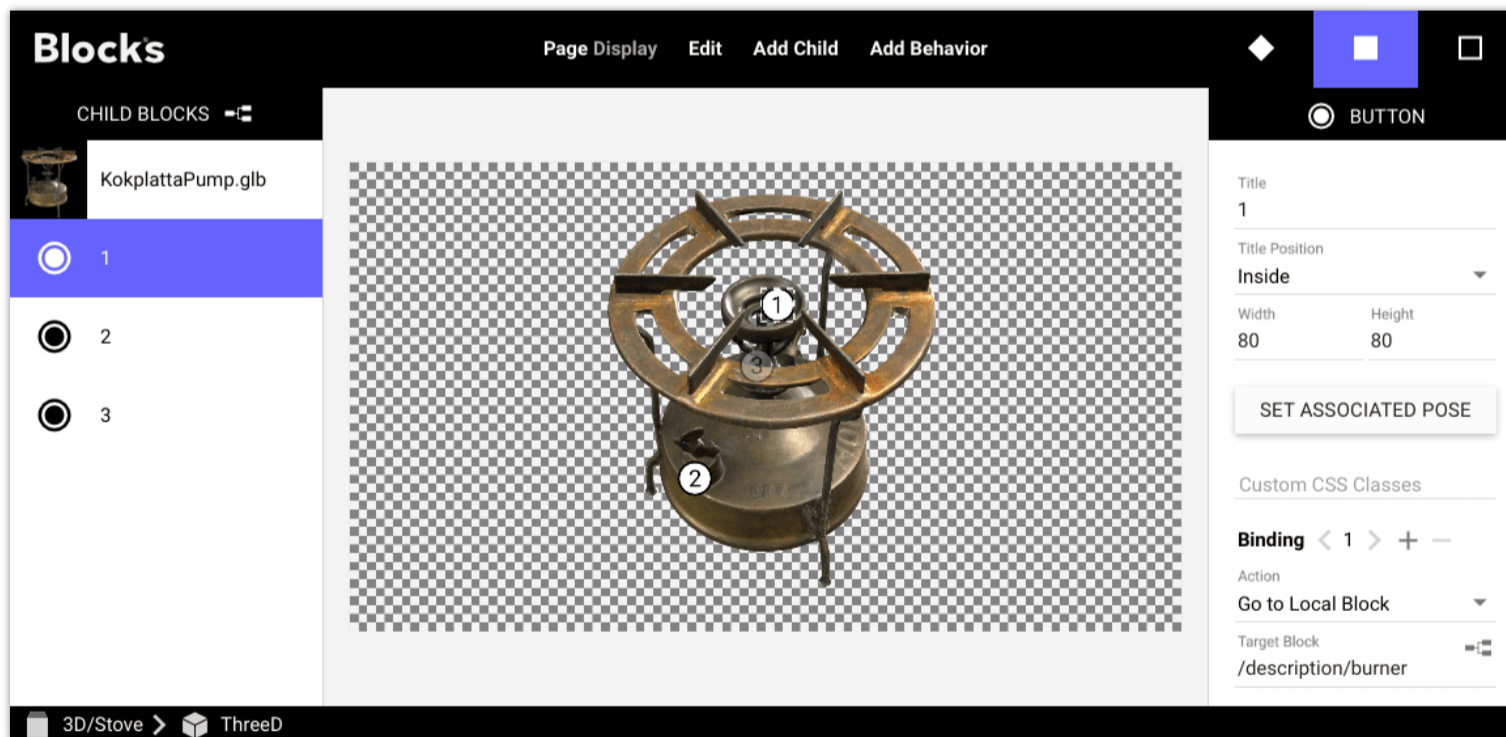 Blocks
Page Display Edit Add Child Add Behavior
CHILD BLOCKS
BUTTON
KokplattaPump.glb
1
2
3
1
3
2
Title
1
Title Position
Inside
Width Height
80 80
SET ASSOCIATED POSE
Custom CSS Classes
Binding 1
Action
Go to Local Block
Target Block
/description/burner
3D/Stove ThreeD